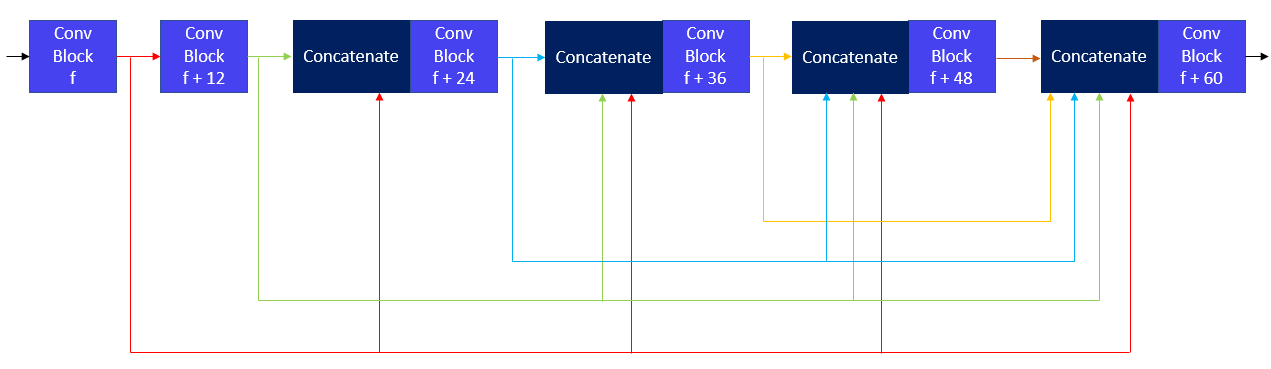 Conv
Block
f
Conv
Block
f + 12
Concatenate
Conv
Block
f + 24
Concatenate
Conv
Block
f + 36
Concatenate
Conv
Block
f + 48
Concatenate
Conv
Block
f + 60